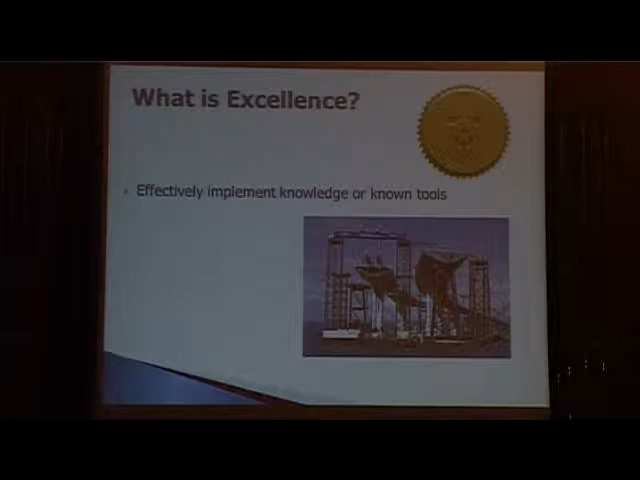 What is Excellence?
Effectively implement knowledge or known tools